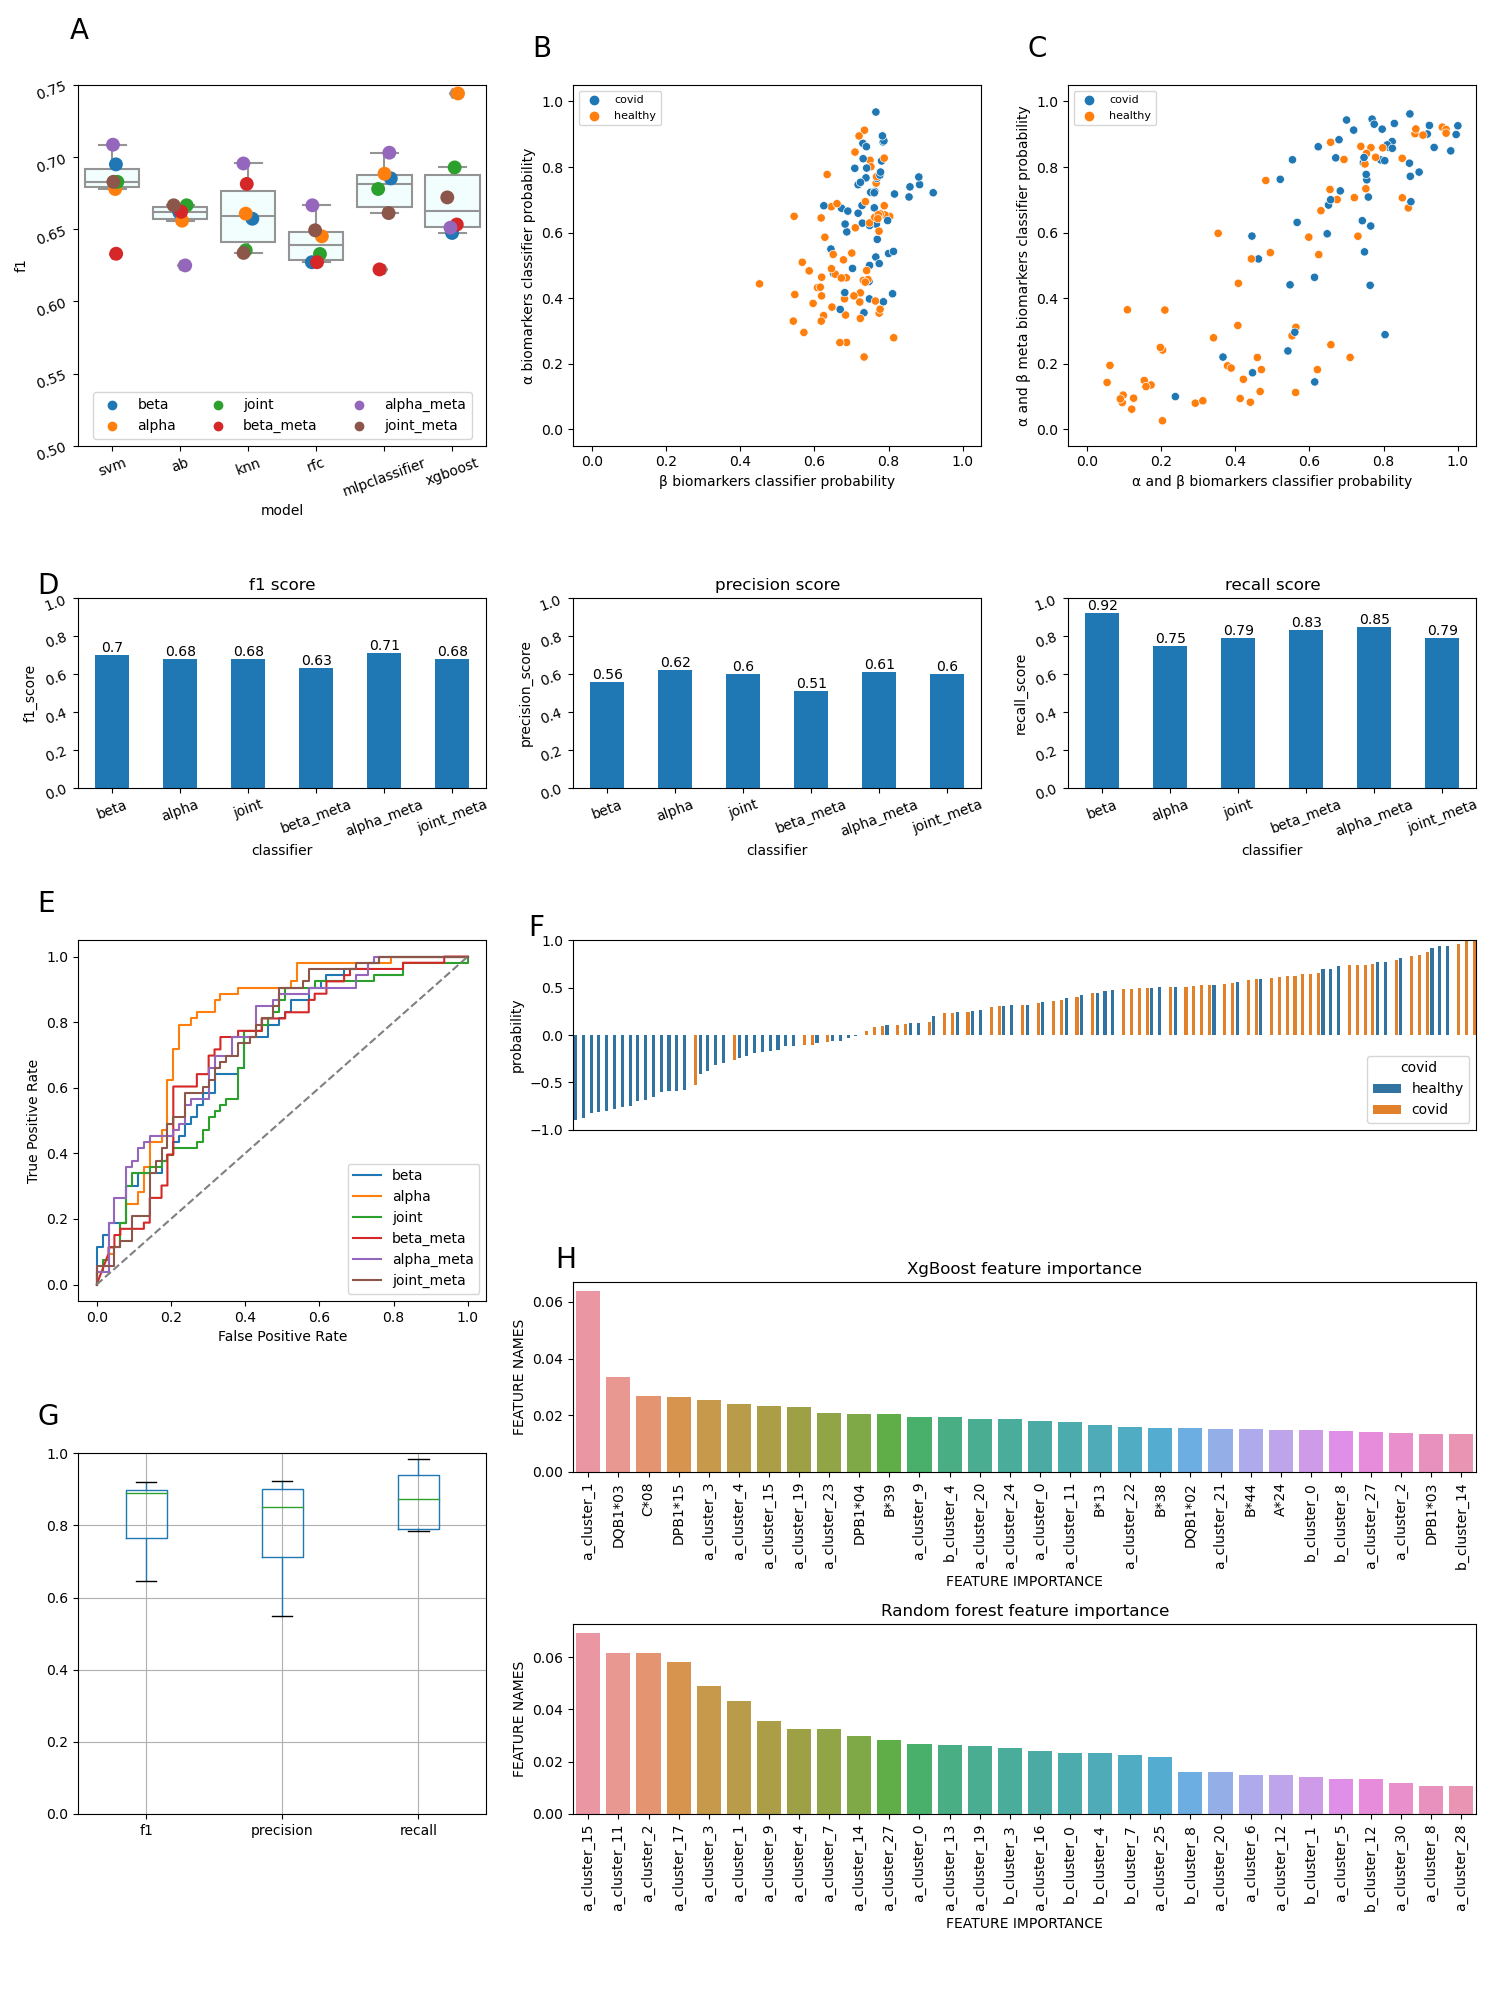 A
0.75
0.70
0.65
0.60
0.55
0.50
f1
beta
alpha
joint
beta_meta
alpha_meta
joint_meta
svm
ab
knn
rfc
mlpclassifier
xgboost
model
B
covid
healthy
1.0
0.8
0.6
0.4
0.2
0.0
α biomarkers classifier probability
0.0 0.2 0.4 0.6 0.8 1.0
β biomarkers classifier probability
C
covid
healthy
1.0
0.8
0.6
0.4
0.2
0.0
α and β meta biomarkers classifier probability
0.0 0.2 0.4 0.6 0.8 1.0
α and β biomarkers classifier probability
D
f1 score
1.0
0.8
0.6
0.4
0.2
0.0
f1_score
0.7 0.68 0.68 0.63 0.71 0.68
beta alpha joint beta_meta alpha_meta joint_meta
classifier
precision score
1.0
0.8
0.6
0.4
0.2
0.0
precision_score
0.56 0.62 0.6 0.51 0.61 0.6
beta alpha joint beta_meta alpha_meta joint_meta
classifier
recall score
1.0
0.8
0.6
0.4
0.2
0.0
recall_score
0.92 0.75 0.79 0.83 0.85 0.79
beta alpha joint beta_meta alpha_meta joint_meta
classifier
E
1.0
0.8
0.6
0.4
0.2
0.0
True Positive Rate
beta
alpha
joint
beta_meta
alpha_meta
joint_meta
0.0 0.2 0.4 0.6 0.8 1.0
False Positive Rate
F
1.0
0.5
0.0
−0.5
−1.0
probability
covid
healthy
covid
G
1.0
0.8
0.6
0.4
0.2
0.0
f1 precision recall
H
XgBoost feature importance
0.06
0.04
0.02
0.00
FEATURE NAMES
a_cluster_1
DQB1*03
C*08
DPB1*15
a_cluster_3
a_cluster_4
a_cluster_15
a_cluster_19
a_cluster_23
DPB1*04
B*39
a_cluster_9
b_cluster_4
a_cluster_20
a_cluster_24
a_cluster_0
a_cluster_11
B*13
a_cluster_22
B*38
DQB1*02
a_cluster_21
B*44
A*24
b_cluster_0
b_cluster_8
a_cluster_27
a_cluster_2
DPB1*03
b_cluster_14
FEATURE IMPORTANCE
Random forest feature importance
0.06
0.04
0.02
0.00
FEATURE NAMES
a_cluster_15
a_cluster_11
a_cluster_2
a_cluster_17
a_cluster_3
a_cluster_1
a_cluster_9
a_cluster_4
a_cluster_7
a_cluster_14
a_cluster_27
a_cluster_0
a_cluster_13
a_cluster_19
b_cluster_3
a_cluster_16
b_cluster_0
b_cluster_4
b_cluster_7
a_cluster_25
b_cluster_8
a_cluster_20
a_cluster_6
a_cluster_12
b_cluster_1
a_cluster_5
b_cluster_12
a_cluster_30
a_cluster_8
a_cluster_28
FEATURE IMPORTANCE